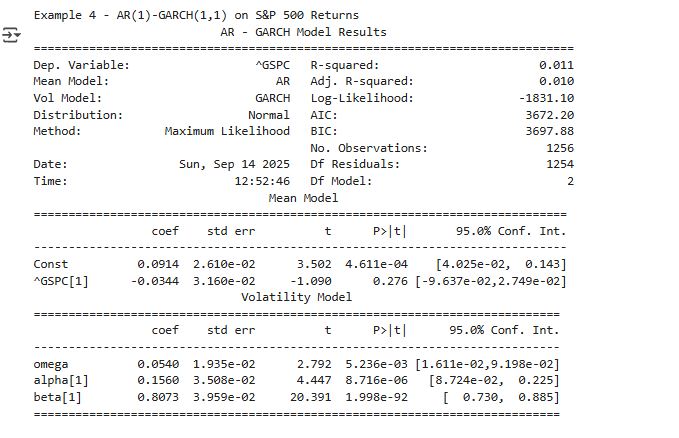 Example 4 - AR(1)-GARCH(1,1) on S&P 500 Returns
AR - GARCH Model Results
==============================================================================
Dep. Variable: ^GSPC R-squared: 0.011
Mean Model: AR Adj. R-squared: 0.010
Vol Model: GARCH Log-Likelihood: -1831.10
Distribution: Normal AIC: 3672.20
Method: Maximum Likelihood BIC: 3697.88
No. Observations: 1256
Date: Sun, Sep 14 2025 Df Residuals: 1254
Time: 12:52:46 Df Model: 2
Mean Model
=============================================================================
coef std err t P>|t| 95.0% Conf. Int.
-----------------------------------------------------------------------------
Const 0.0914 2.610e-02 3.502 4.611e-04 [4.025e-02, 0.143]
^GSPC[1] -0.0344 3.160e-02 -1.090 0.276 [-9.637e-02,2.749e-02]
Volatility Model
============================================================================
coef std err t P>|t| 95.0% Conf. Int.
----------------------------------------------------------------------------
omega 0.0540 1.935e-02 2.792 5.236e-03 [1.611e-02,9.198e-02]
alpha[1] 0.1560 3.508e-02 4.447 8.716e-06 [8.724e-02, 0.225]
beta[1] 0.8073 3.959e-02 20.391 1.998e-92 [ 0.730, 0.885]
============================================================================